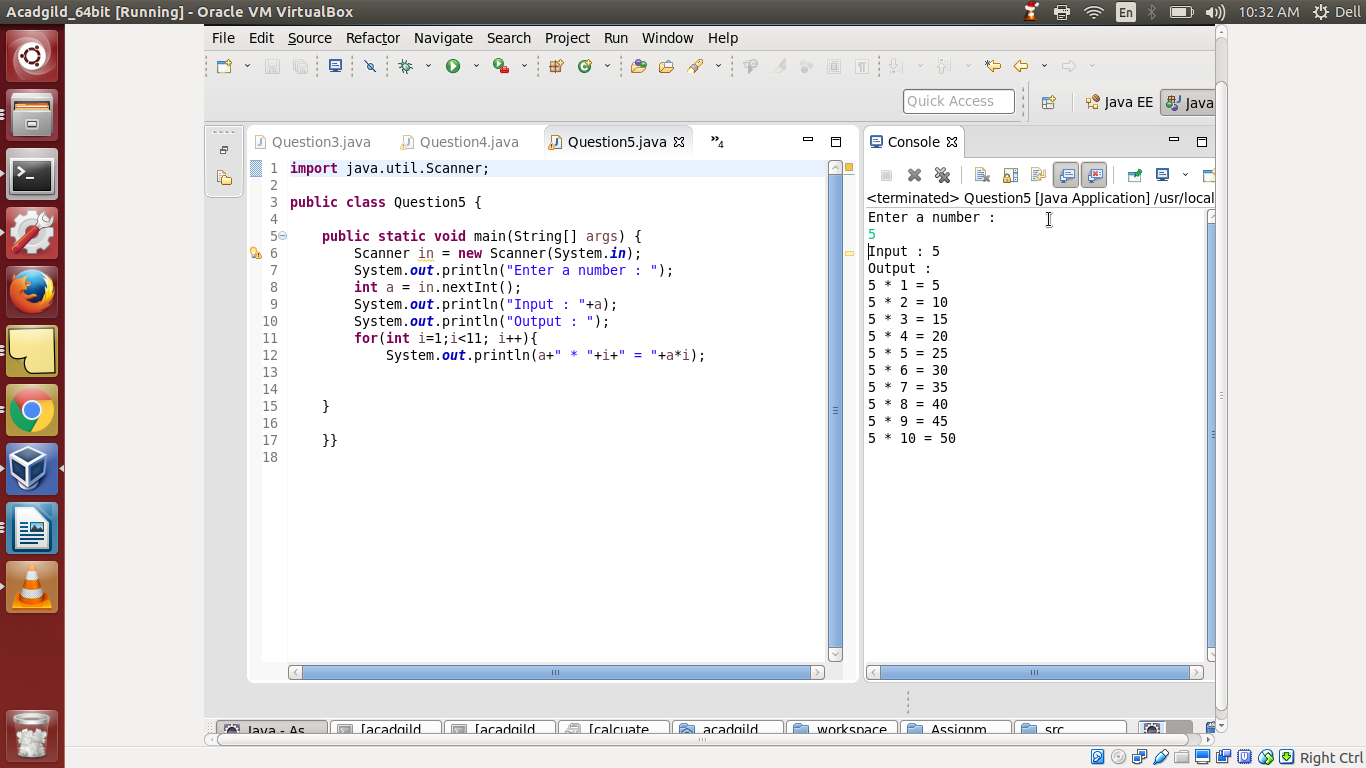 Acadgild_64bit [Running] - Oracle VM VirtualBox
En
10:32 AM
Dell
File Edit Source Refactor Navigate Search Project Run Window Help
Quick Access
Java EE
Java
Question3.java
Question4.java
Question5.java
»4
1 import java.util.Scanner;
2
3 public class Question5 {
4
5     public static void main(String[] args) {
6         Scanner in = new Scanner(System.in);
7         System.out.println("Enter a number : ");
8         int a = in.nextInt();
9         System.out.println("Input : "+a);
10         System.out.println("Output : ");
11         for(int i=1;i<11; i++){
12             System.out.println(a+" * "+i+" = "+a*i);
13
14
15     }
16
17     }}
18
Console
<terminated> Question5 [Java Application] /usr/local
Enter a number :
5
Input : 5
Output :
5 * 1 = 5
5 * 2 = 10
5 * 3 = 15
5 * 4 = 20
5 * 5 = 25
5 * 6 = 30
5 * 7 = 35
5 * 8 = 40
5 * 9 = 45
5 * 10 = 50
Java - As
[acadgild
[acadgild
[calcuate
acadgild
workspace
Assignm
src
Right Ctrl